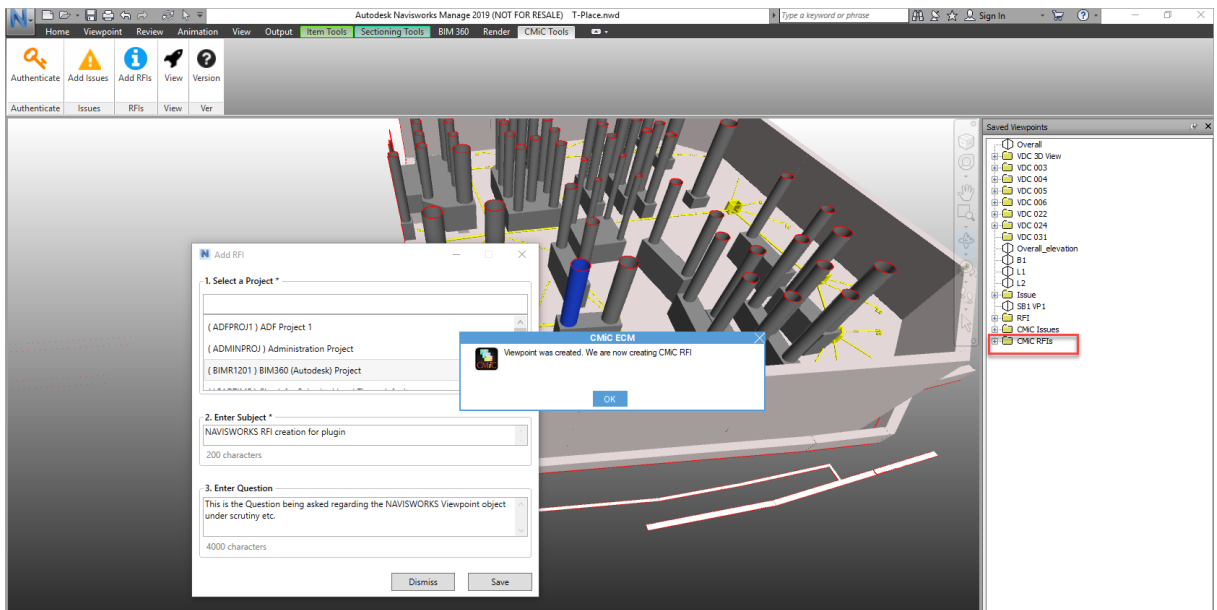 Autodesk Navisworks Manage 2019 (NOT FOR RESALE) T-Place.nwd
Type a keyword or phrase
Sign In
Home Viewpoint Review Animation View Output Item Tools Sectioning Tools BIM 360 Render CMiC Tools
Authenticate Add Issues Add RFIs View Version
Authenticate Issues RFIs View Ver
Saved Viewpoints
Overall
VDC 3D View
VDC 003
VDC 004
VDC 005
VDC 006
VDC 022
VDC 024
VDC 031
Overall_elevation
B1
L1
L2
Issue
SB1 VP1
RFI
CMiC Issues
CMiC RFIs
Add RFI
1. Select a Project *
( ADFPROJ1 ) ADF Project 1
( ADMINPROJ ) Administration Project
( BIMR1201 ) BIM360 (Autodesk) Project
2. Enter Subject *
NAVISWORKS RFI creation for plugin
200 characters
3. Enter Question
This is the Question being asked regarding the NAVISWORKS Viewpoint object
under scrutiny etc.
4000 characters
Dismiss Save
CMiC ECM
CMiC
Viewpoint was created. We are now creating CMiC RFI
OK